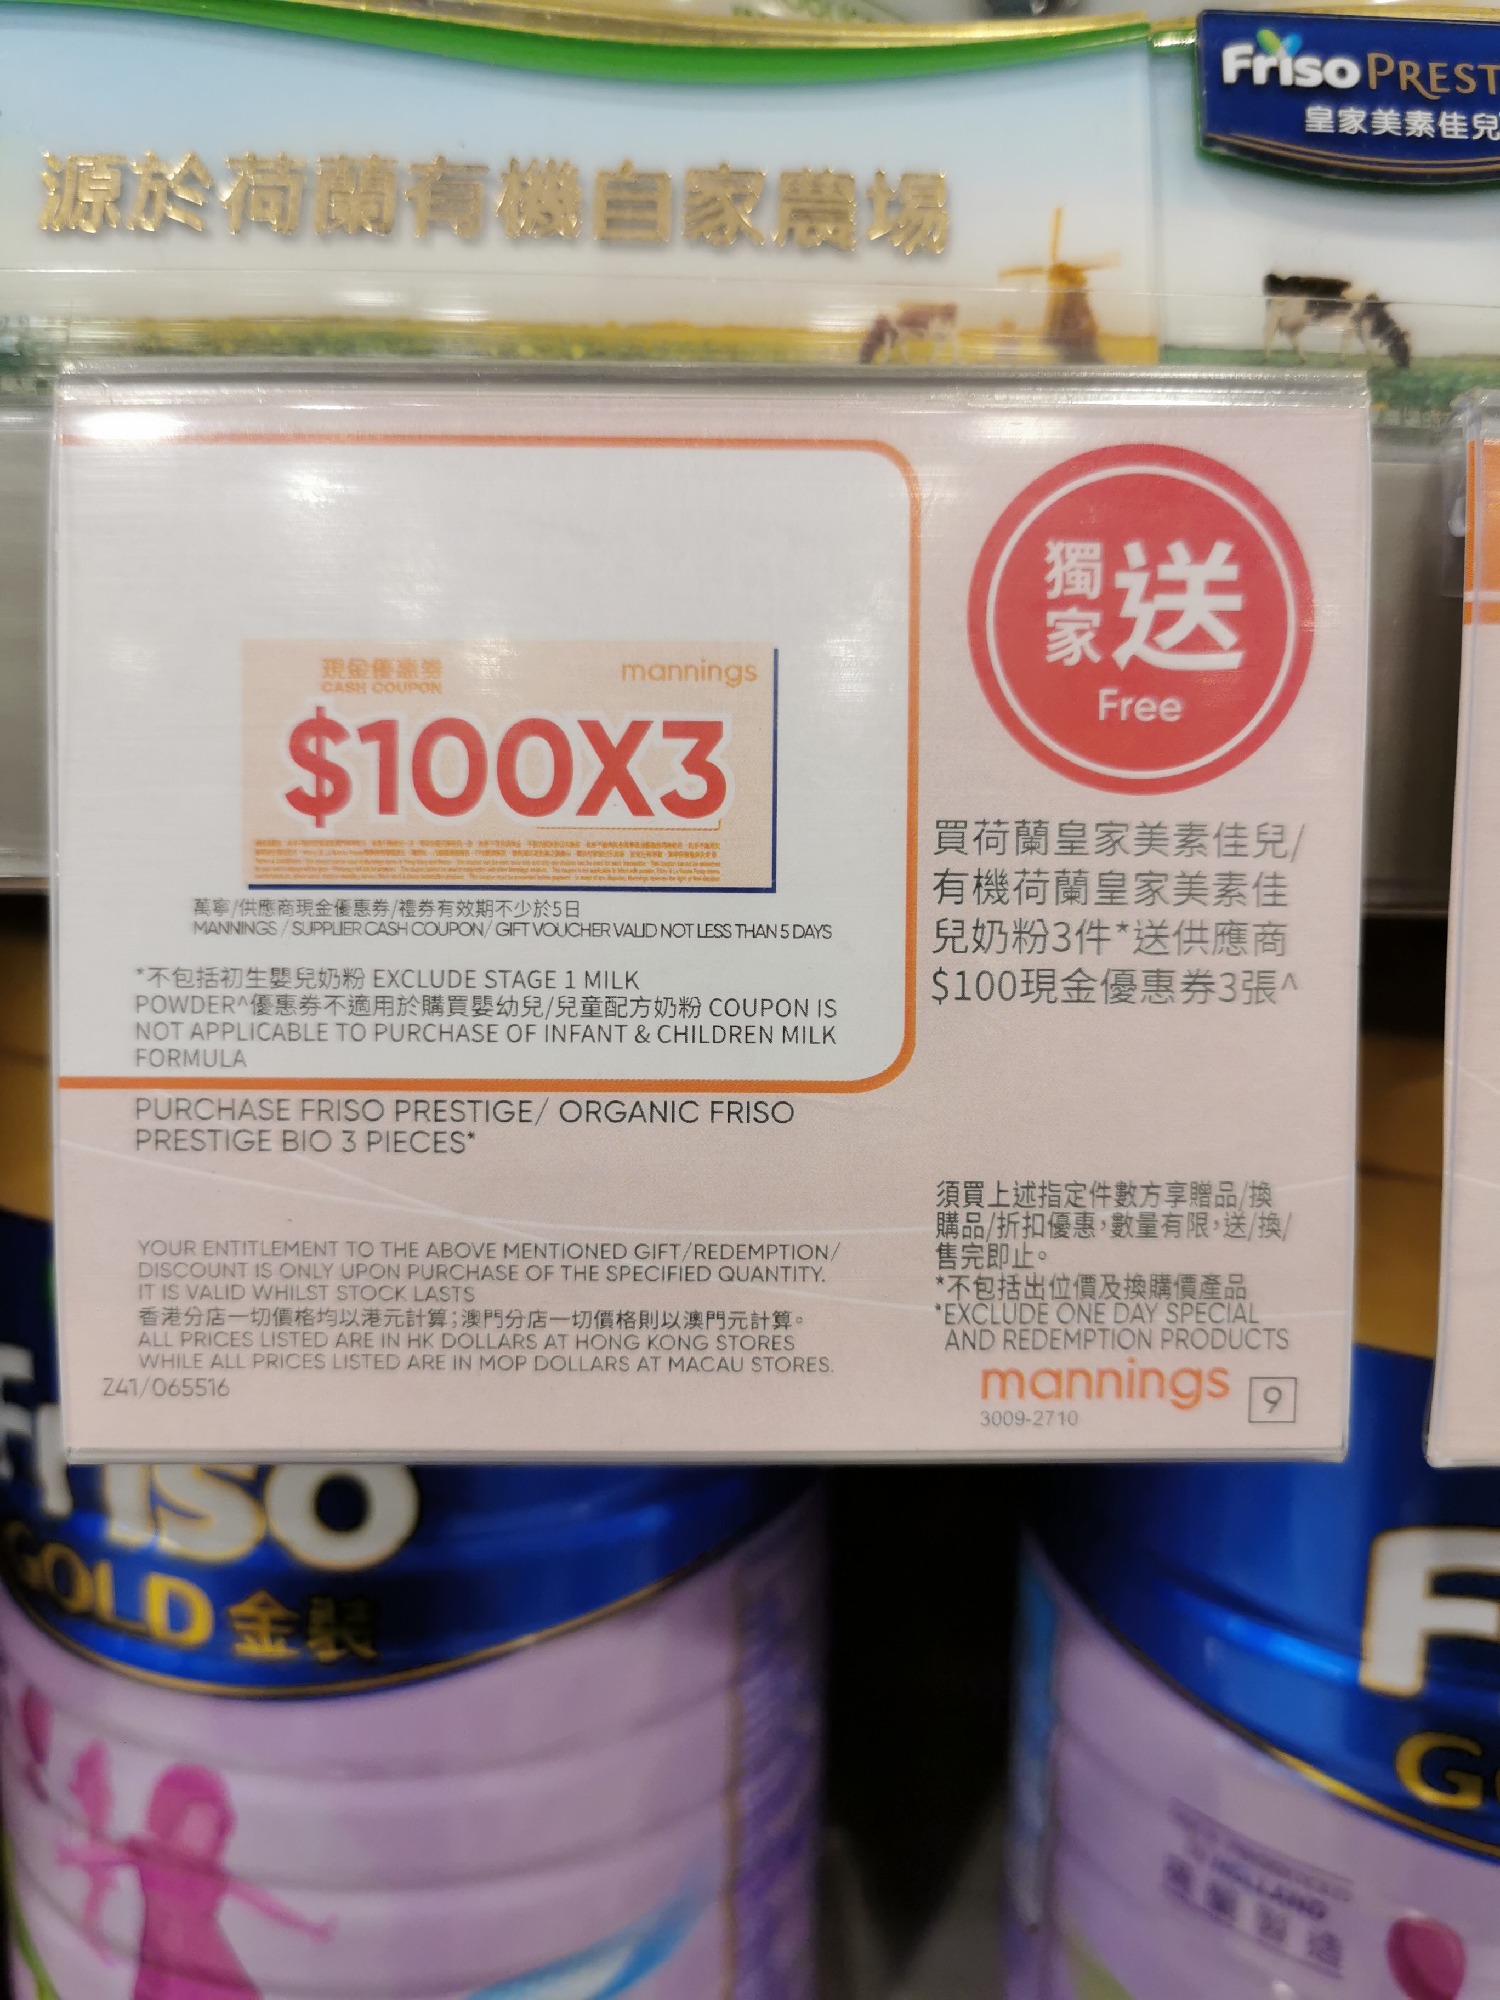 Friso PREST
皇家美素佳兒
源於荷蘭有機自家農場
現金優惠券
CASH COUPON
mannings
$100X3
萬寧/供應商現金優惠券/禮券有效期不少於5日
MANNINGS / SUPPLIER CASH COUPON/ GIFT VOUCHER VALID NOT LESS THAN 5 DAYS
*不包括初生嬰兒奶粉 EXCLUDE STAGE 1 MILK
POWDER^優惠券不適用於購買嬰幼兒/兒童配方奶粉 COUPON IS
NOT APPLICABLE TO PURCHASE OF INFANT & CHILDREN MILK
FORMULA
PURCHASE FRISO PRESTIGE/ ORGANIC FRISO
PRESTIGE BIO 3 PIECES*
YOUR ENTITLEMENT TO THE ABOVE MENTIONED GIFT/REDEMPTION/
DISCOUNT IS ONLY UPON PURCHASE OF THE SPECIFIED QUANTITY.
IT IS VALID WHILST STOCK LASTS
香港分店一切價格均以港元計算;澳門分店一切價格則以澳門元計算。
ALL PRICES LISTED ARE IN HK DOLLARS AT HONG KONG STORES
WHILE ALL PRICES LISTED ARE IN MOP DOLLARS AT MACAU STORES.
Z41/065516
獨家送
Free
買荷蘭皇家美素佳兒/
有機荷蘭皇家美素佳
兒奶粉3件*送供應商
$100現金優惠券3張^
須買上述指定件數方享贈品/換
購品/折扣優惠,數量有限,送/換/
售完即止。
*不包括出位價及換購價產品
*EXCLUDE ONE DAY SPECIAL
AND REDEMPTION PRODUCTS
mannings
9
3009-2710
Friso
GOLD 金裝
F
G